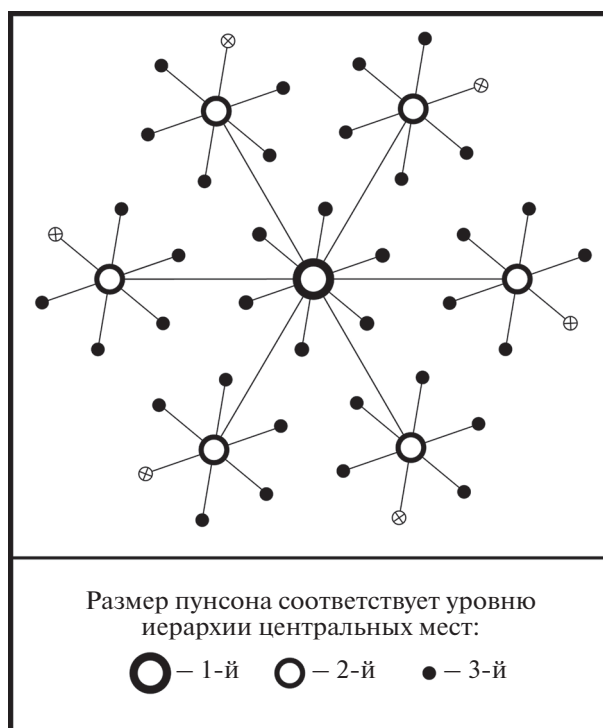 Размер пунсона соответствует уровню
иерархии центральных мест:
– 1-й – 2-й – 3-й